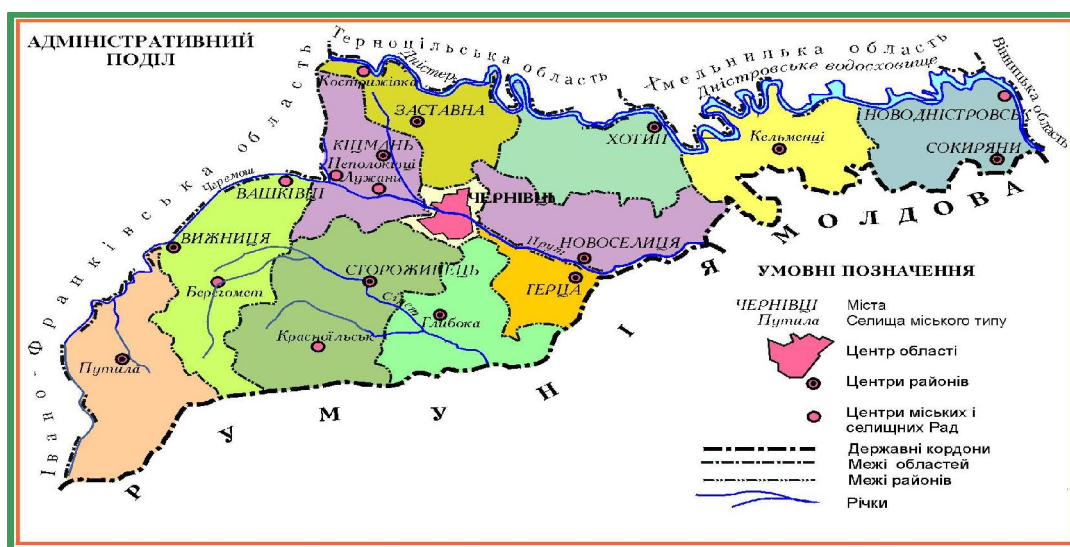 АДМІНІСТРАТИВНИЙ
ПОДІЛ
Тернопільська область
Хмельницька область
Вінницька область
Івано-Франківська область
Дністровське водосховище
Дністер
Костриживка
ЗАСТАВНА
ХОТИН
НОВОДНІСТРОВСЬК
Кельменці
СОКИРЯНИ
КІЦМАНЬ
Неполоківці
Лужани
Черемош
ВАШКІВЦІ
ЧЕРНІВЦІ
МОЛДОВА
ВИЖНИЦЯ
Прут
НОВОСЕЛИЦЯ
СТОРОЖИНЕЦЬ
ГЕРЦА
Берегомет
Сірет
Глибока
Красноїльськ
Путила
РУМУНІЯ
УМОВНІ ПОЗНАЧЕННЯ
ЧЕРНІВЦІ Міста
Путила Селища міського типу
Центр області
Центри районів
Центри міських і
селищних Рад
Державні кордони
Межі областей
Межі районів
Річки